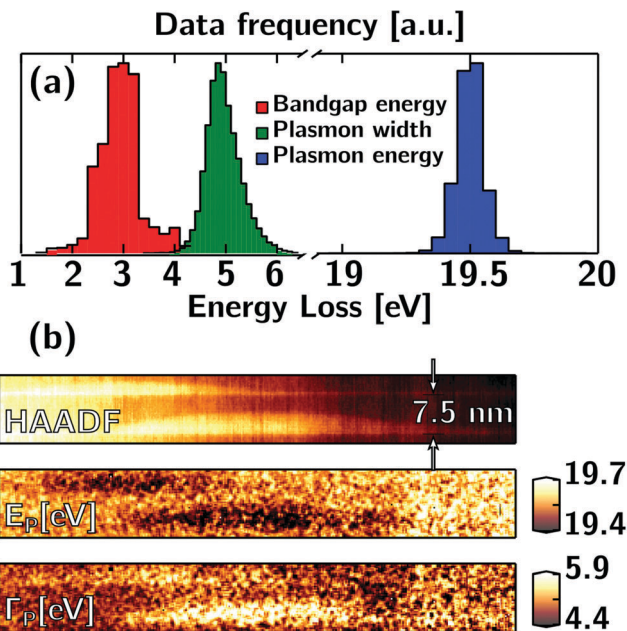 Data frequency [a.u.]
(a)
Bandgap energy
Plasmon width
Plasmon energy
1 2 3 4 5 6 19 19.5 20
Energy Loss [eV]
(b)
HAADF
7.5 nm
E_P[eV]
19.7
19.4
Γ_P[eV]
5.9
4.4